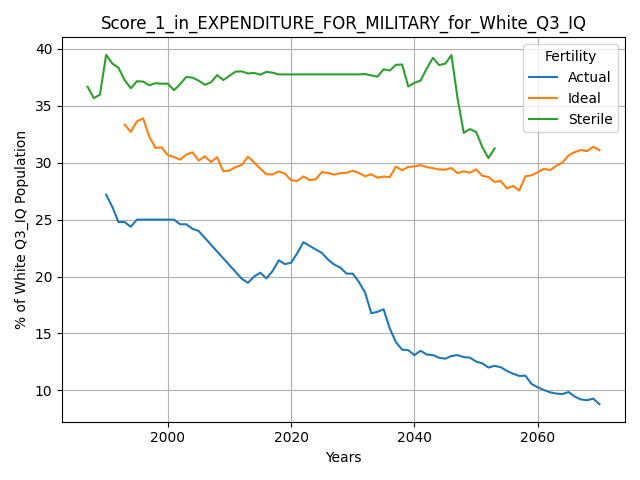 Score_1_in_EXPENDITURE_FOR_MILITARY_for_White_Q3_IQ
Fertility
Actual
Ideal
Sterile
% of White Q3_IQ Population
40
35
30
25
20
15
10
2000
2020
2040
2060
Years